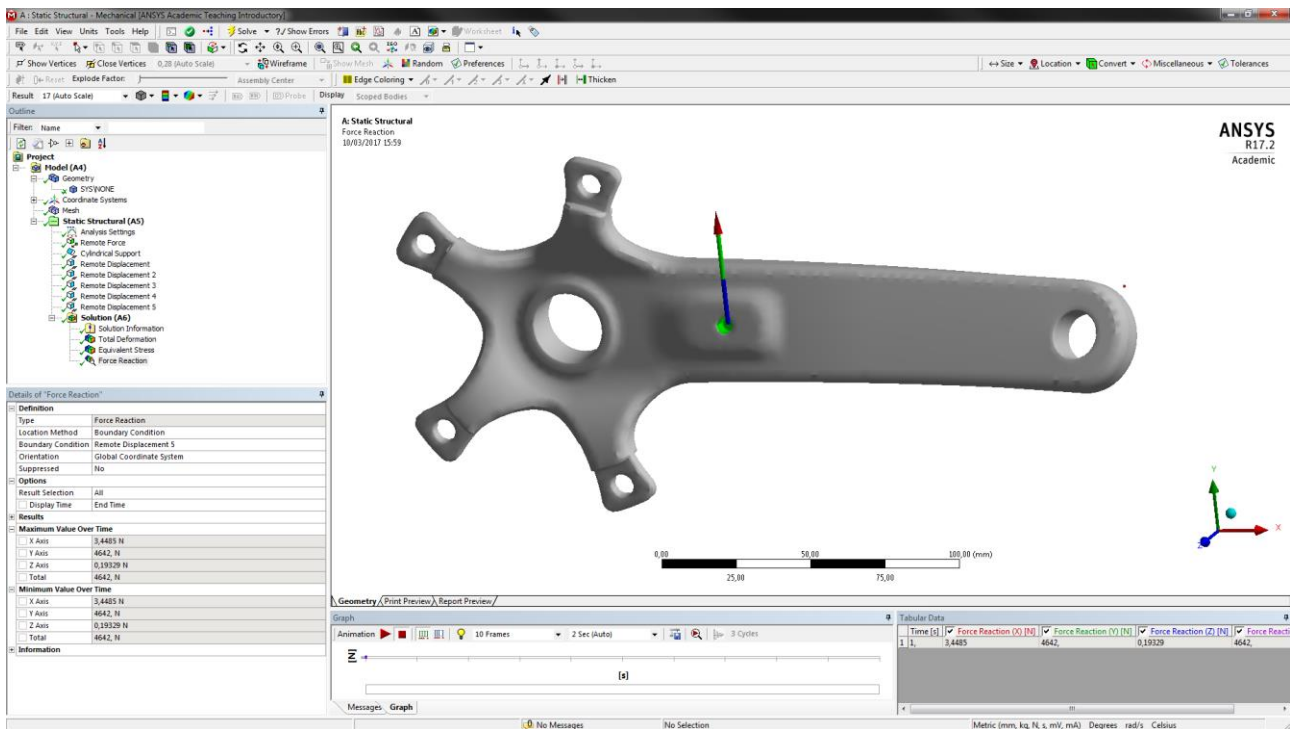 A : Static Structural - Mechanical [ANSYS Academic Teaching Introductory]
File Edit View Units Tools Help Solve ?/ Show Errors Worksheet
Show Vertices Close Vertices 0,28 (Auto Scale) Wireframe Show Mesh Random Preferences Size Location Convert Miscellaneous Tolerances
Reset Explode Factor: Assembly Center Edge Coloring Thicken
Result 17 (Auto Scale) Probe Display Scoped Bodies
Outline
Filter: Name
Project
Model (A4)
Geometry
SYS\NONE
Coordinate Systems
Mesh
Static Structural (A5)
Analysis Settings
Remote Force
Cylindrical Support
Remote Displacement
Remote Displacement 2
Remote Displacement 3
Remote Displacement 4
Remote Displacement 5
Solution (A6)
Solution Information
Total Deformation
Equivalent Stress
Force Reaction
Details of "Force Reaction"
Definition
Type Force Reaction
Location Method Boundary Condition
Boundary Condition Remote Displacement 5
Orientation Global Coordinate System
Suppressed No
Options
Result Selection All
Display Time End Time
Results
Maximum Value Over Time
X Axis 3,4485 N
Y Axis 4642, N
Z Axis 0,19329 N
Total 4642, N
Minimum Value Over Time
X Axis 3,4485 N
Y Axis 4642, N
Z Axis 0,19329 N
Total 4642, N
Information
A: Static Structural
Force Reaction
10/03/2017 15:59
ANSYS
R17.2
Academic
Y
X
Z
0,00 50,00 100,00 (mm)
25,00 75,00
Geometry Print Preview Report Preview
Graph
Animation 10 Frames 2 Sec (Auto) 3 Cycles
[N]
[s]
Messages Graph
Tabular Data
Time [s] Force Reaction (X) [N] Force Reaction (Y) [N] Force Reaction (Z) [N] Force Reacti
1 1, 3,4485 4642, 0,19329 4642,
No Messages No Selection Metric (mm, kg, N, s, mV, mA) Degrees rad/s Celsius